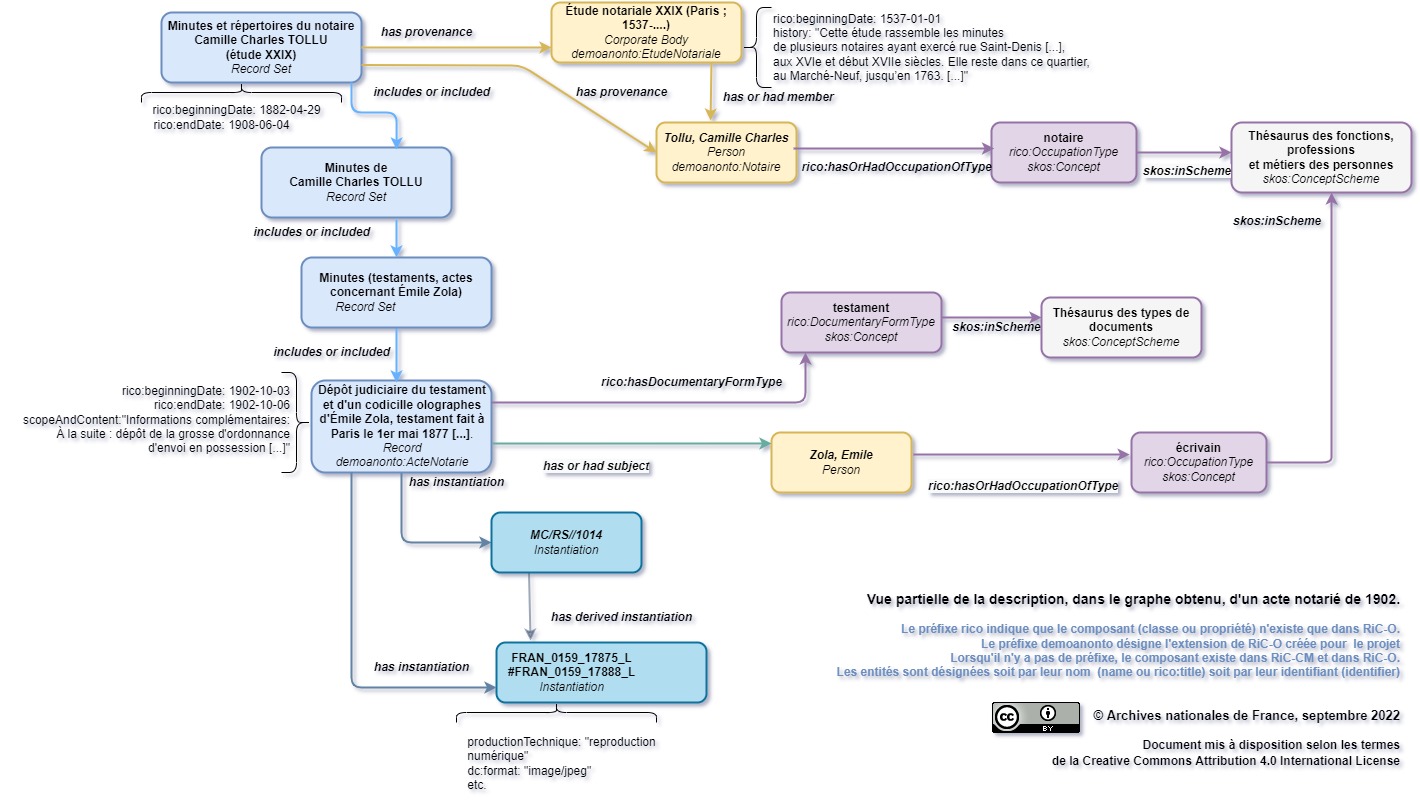 Minutes et répertoires du notaire
Camille Charles TOLLU
(étude XXIX)
Record Set
has provenance
Étude notariale XXIX (Paris ;
1537-....)
Corporate Body
demoanonto:EtudeNotariale
rico:beginningDate: 1537-01-01
history: "Cette étude rassemble les minutes
de plusieurs notaires ayant exercé rue Saint-Denis [...],
aux XVIe et début XVIIe siècles. Elle reste dans ce quartier,
au Marché-Neuf, jusqu'en 1763. [...]"
includes or included
has provenance
has or had member
rico:beginningDate: 1882-04-29
rico:endDate: 1908-06-04
Tollu, Camille Charles
Person
demoanonto:Notaire
rico:hasOrHadOccupationOfType
notaire
rico:OccupationType
skos:Concept
skos:inScheme
Thésaurus des fonctions,
professions
et métiers des personnes
skos:ConceptScheme
Minutes de
Camille Charles TOLLU
Record Set
includes or included
skos:inScheme
Minutes (testaments, actes
concernant Émile Zola)
Record Set
includes or included
testament
rico:DocumentaryFormType
skos:Concept
skos:inScheme
Thésaurus des types de
documents
skos:ConceptScheme
rico:hasDocumentaryFormType
rico:beginningDate: 1902-10-03
rico:endDate: 1902-10-06
scopeAndContent:"Informations complémentaires:
À la suite : dépôt de la grosse d'ordonnance
d'envoi en possession [...]"
Dépôt judiciaire du testament
et d'un codicille olographes
d'Émile Zola, testament fait à
Paris le 1er mai 1877 [...].
Record
demoanonto:ActeNotarie
has or had subject
Zola, Emile
Person
rico:hasOrHadOccupationOfType
écrivain
rico:OccupationType
skos:Concept
has instantiation
MC/RS//1014
Instantiation
has derived instantiation
has instantiation
FRAN_0159_17875_L
#FRAN_0159_17888_L
Instantiation
productionTechnique: "reproduction
numérique"
dc:format: "image/jpeg"
etc.
Vue partielle de la description, dans le graphe obtenu, d'un acte notarié de 1902.
Le préfixe rico indique que le composant (classe ou propriété) n'existe que dans RiC-O.
Le préfixe demoanonto désigne l'extension de RiC-O créée pour le projet
Lorsqu'il n'y a pas de préfixe, le composant existe dans RiC-CM et dans RiC-O.
Les entités sont désignées soit par leur nom (name ou rico:title) soit par leur identifiant (identifier)
cc
BY
© Archives nationales de France, septembre 2022
Document mis à disposition selon les termes
de la Creative Commons Attribution 4.0 International License